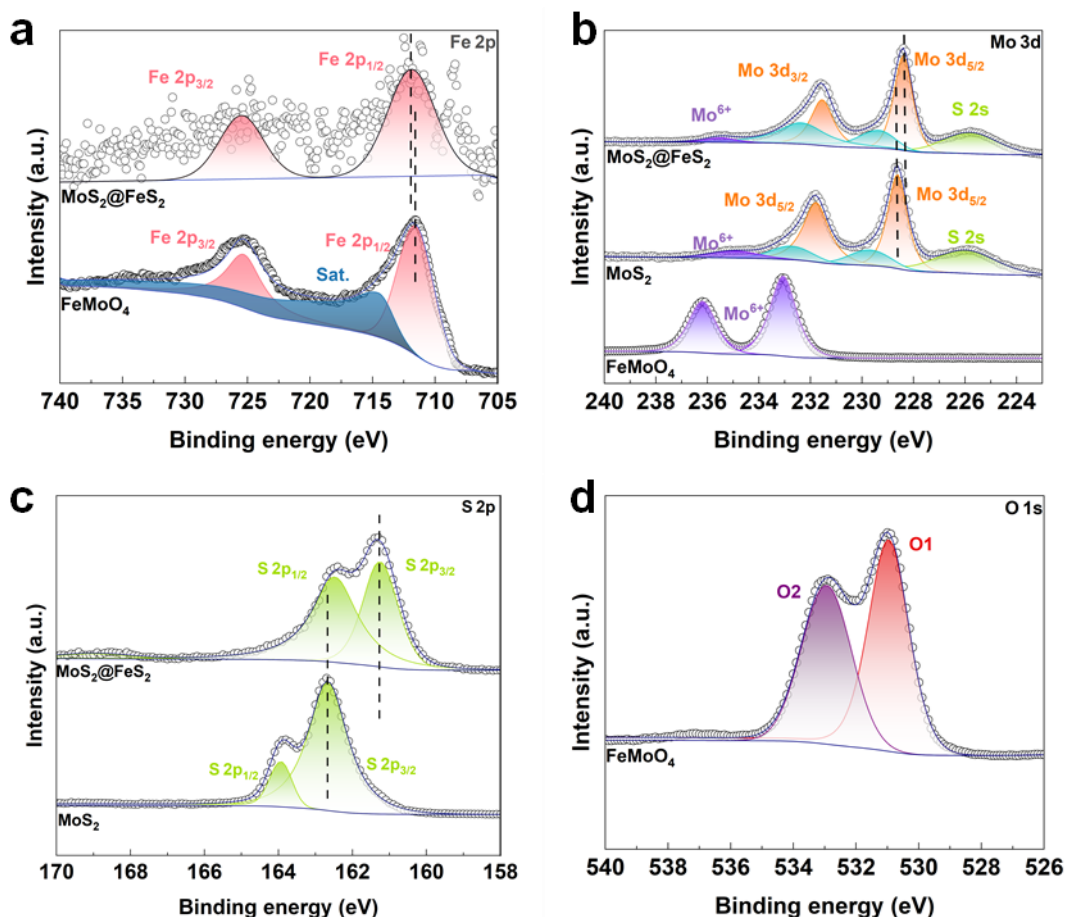 a
Fe 2p
Fe 2p3/2
Fe 2p1/2
MoS2@FeS2
Fe 2p3/2
Fe 2p1/2
Sat.
FeMoO4
Intensity (a.u.)
740 735 730 725 720 715 710 705
Binding energy (eV)
b
Mo 3d
Mo 3d3/2
Mo 3d5/2
Mo6+
S 2s
MoS2@FeS2
Mo 3d5/2
Mo 3d5/2
Mo6+
S 2s
MoS2
Mo6+
FeMoO4
Intensity (a.u.)
240 238 236 234 232 230 228 226 224
Binding energy (eV)
c
S 2p
S 2p1/2
S 2p3/2
MoS2@FeS2
S 2p1/2
S 2p3/2
MoS2
Intensity (a.u.)
170 168 166 164 162 160 158
Binding energy (eV)
d
O 1s
O1
O2
FeMoO4
Intensity (a.u.)
540 538 536 534 532 530 528 526
Binding energy (eV)